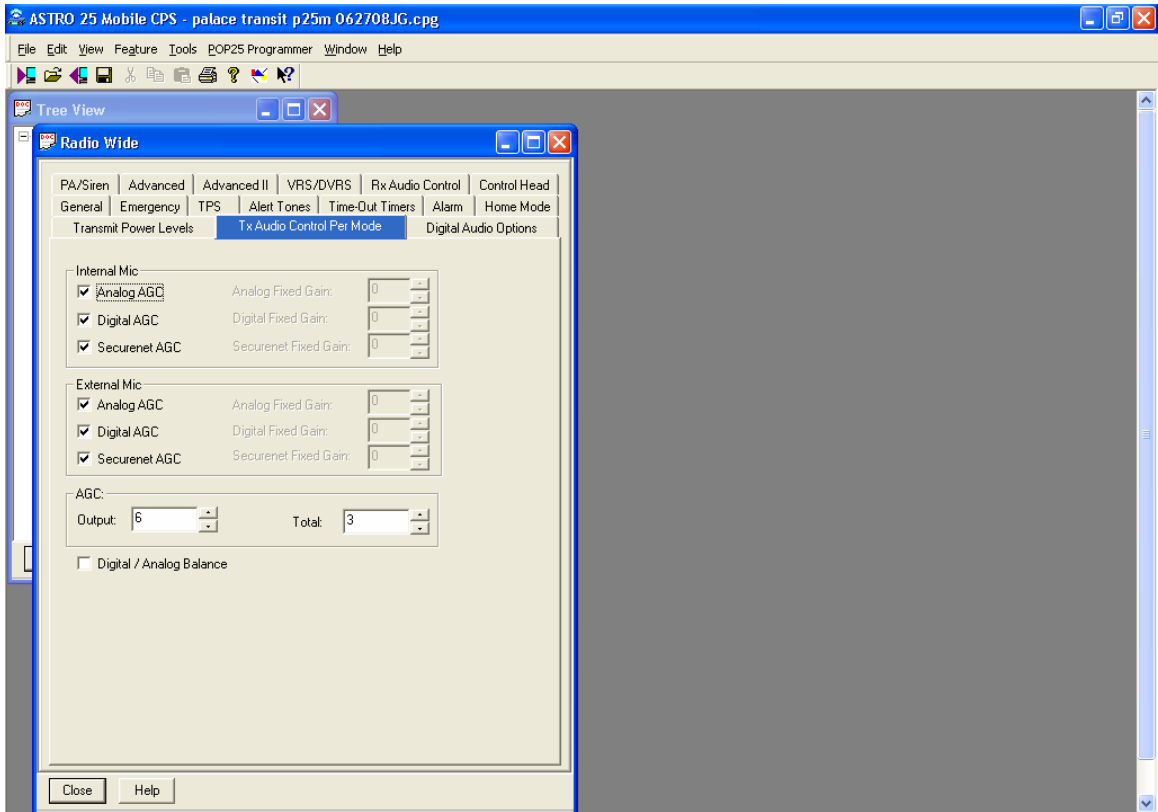 ASTRO 25 Mobile CPS - palace transit p25m 062708JG.cpg
File Edit View Feature Tools POP25 Programmer Window Help
Tree View
Radio Wide
PA/Siren Advanced Advanced II VRS/DVRS Rx Audio Control Control Head
General Emergency TPS Alert Tones Time-Out Timers Alarm Home Mode
Transmit Power Levels Tx Audio Control Per Mode Digital Audio Options
Internal Mic
Analog AGC Analog Fixed Gain: 0
Digital AGC Digital Fixed Gain: 0
Securenet AGC Securenet Fixed Gain: 0
External Mic
Analog AGC Analog Fixed Gain: 0
Digital AGC Digital Fixed Gain: 0
Securenet AGC Securenet Fixed Gain: 0
AGC:
Output: 6 Total: 3
Digital / Analog Balance
Close Help